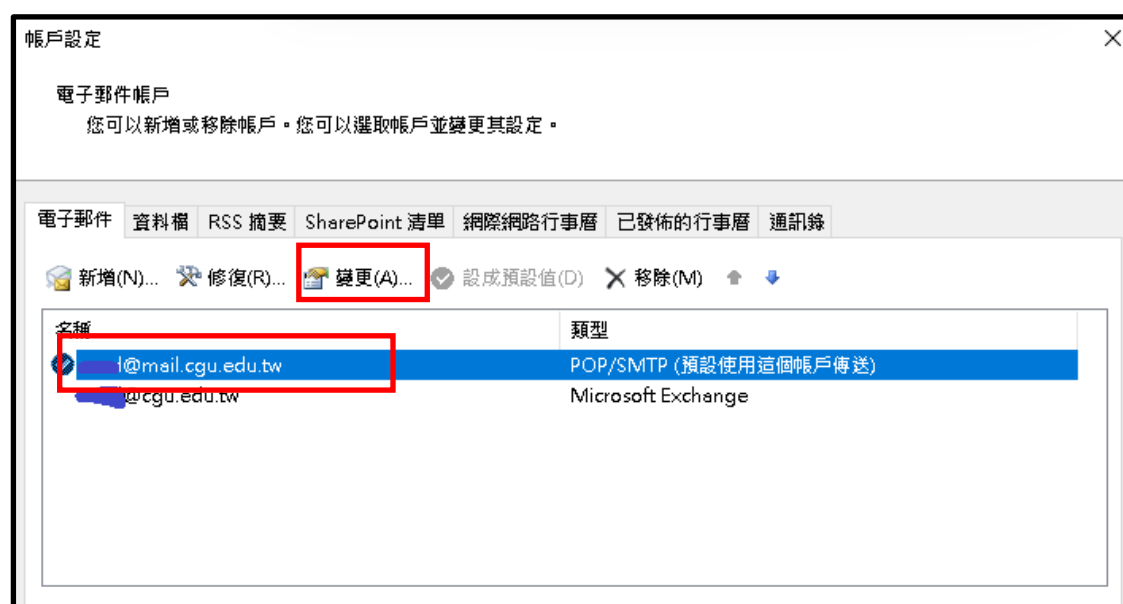 帳戶設定
電子郵件帳戶
您可以新增或移除帳戶。您可以選取帳戶並變更其設定。
電子郵件 資料檔 RSS 摘要 SharePoint 清單 網際網路行事曆 已發佈的行事曆 通訊錄
新增(N)... 修復(R)... 變更(A)... 設成預設值(D) 移除(M)
名稱 類型
@mail.cgu.edu.tw POP/SMTP (預設使用這個帳戶傳送)
@cgu.edu.tw Microsoft Exchange